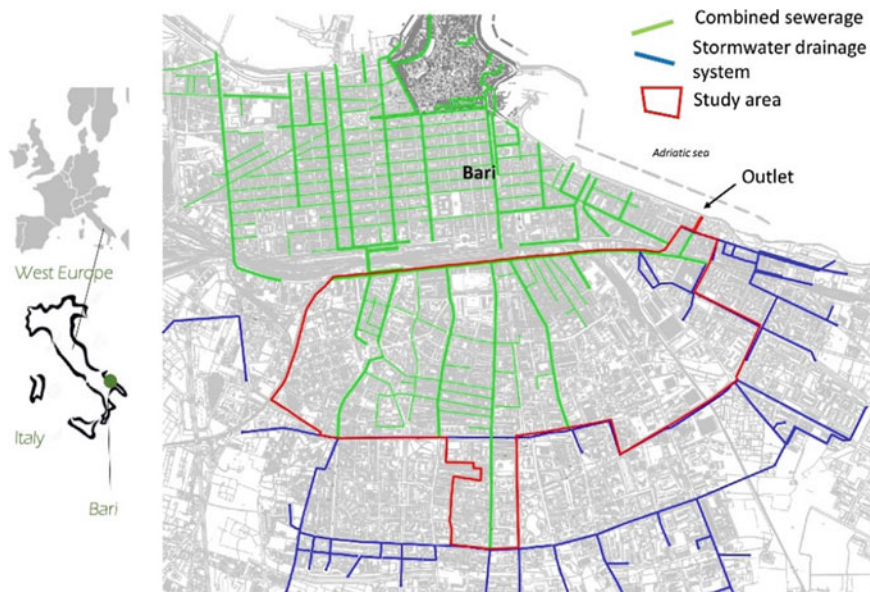 Combined sewerage
Stormwater drainage
system
Study area
Adriatic sea
Bari
Outlet
West Europe
Italy
Bari